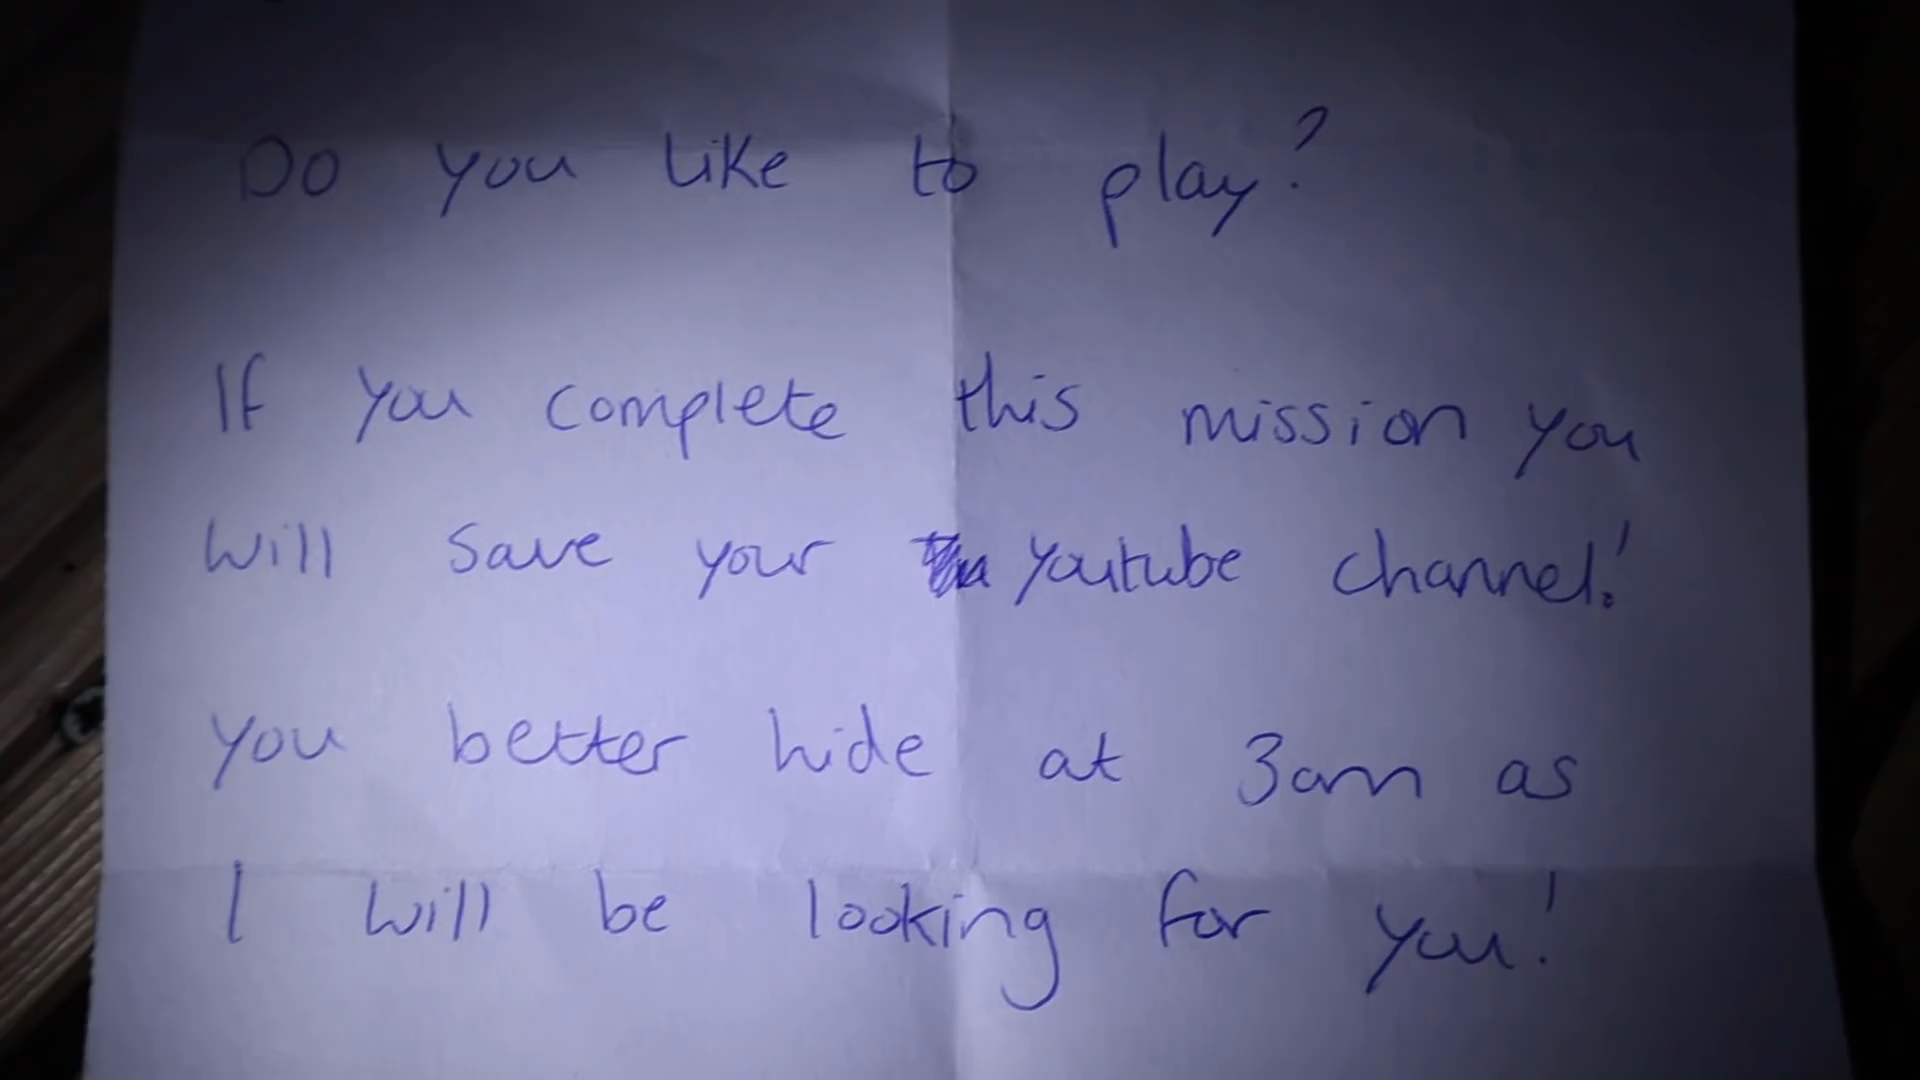 Do you like to play?
If you complete this mission you
will save your Youtube channel!
you better hide at 3am as
I will be looking for you!